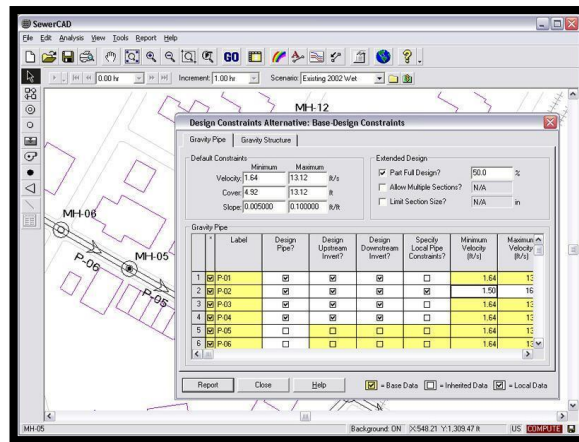 SewerCAD
File Edit Analysis View Tools Report Help
GO
0.00 hr Increment: 1.00 hr Scenario: Existing 2002 Wet
MH-12
Design Constraints Alternative: Base-Design Constraints
Gravity Pipe Gravity Structure
Default Constraints Extended Design
Minimum Maximum
Velocity: 1.64 13.12 ft/s
Cover: 4.92 13.12 ft
Slope: 0.005000 0.100000 ft/ft
Part Full Design? 50.0 %
Allow Multiple Sections? N/A
Limit Section Size? N/A in
Gravity Pipe
Label Design Pipe? Design Upstream Invert? Design Downstream Invert? Specify Local Pipe Constraints? Minimum Velocity (ft/s) Maximum Velocity (ft/s)
1 P-01 1.64 13
2 P-02 1.50 16
3 P-03 1.64 13
4 P-04 1.64 13
5 P-05 1.64 13
6 P-06 1.64 13
Report Close Help = Base Data = Inherited Data = Local Data
MH-06
P-06
MH-05
P-05
MH-05 Background: ON X:548.21 Y:1,309.47 ft US COMPUTE